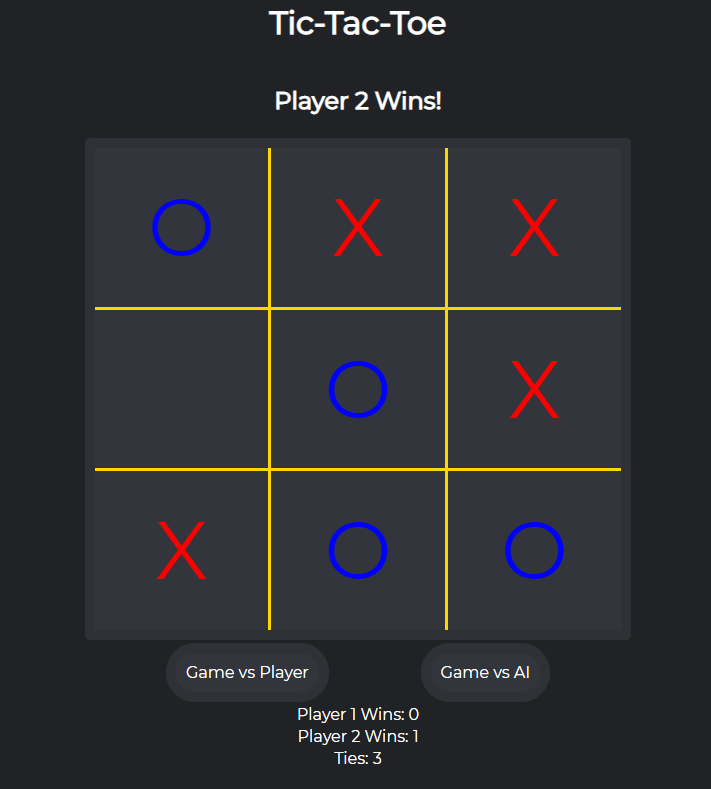 Tic-Tac-Toe
Player 2 Wins!
O X X
O X
X O O
Game vs Player Game vs AI
Player 1 Wins: 0
Player 2 Wins: 1
Ties: 3